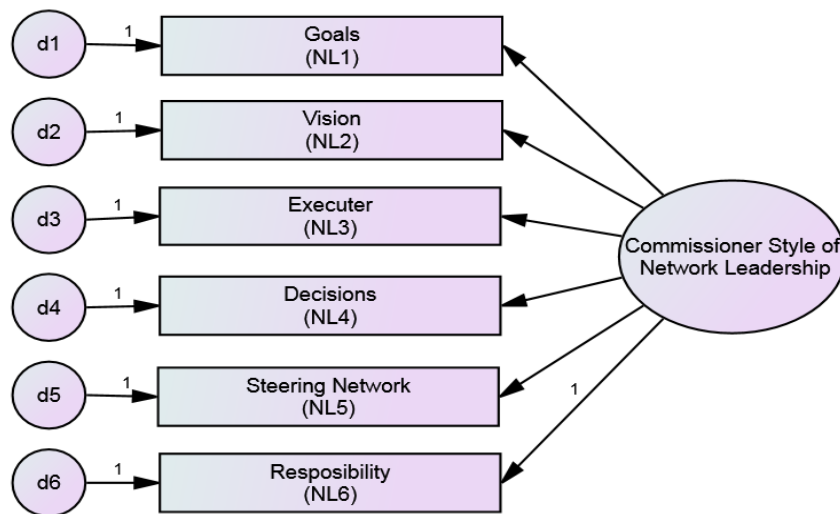 d1
1
Goals
(NL1)
d2
1
Vision
(NL2)
d3
1
Executer
(NL3)
d4
1
Decisions
(NL4)
d5
1
Steering Network
(NL5)
d6
1
Resposibility
(NL6)
1
Commissioner Style of
Network Leadership